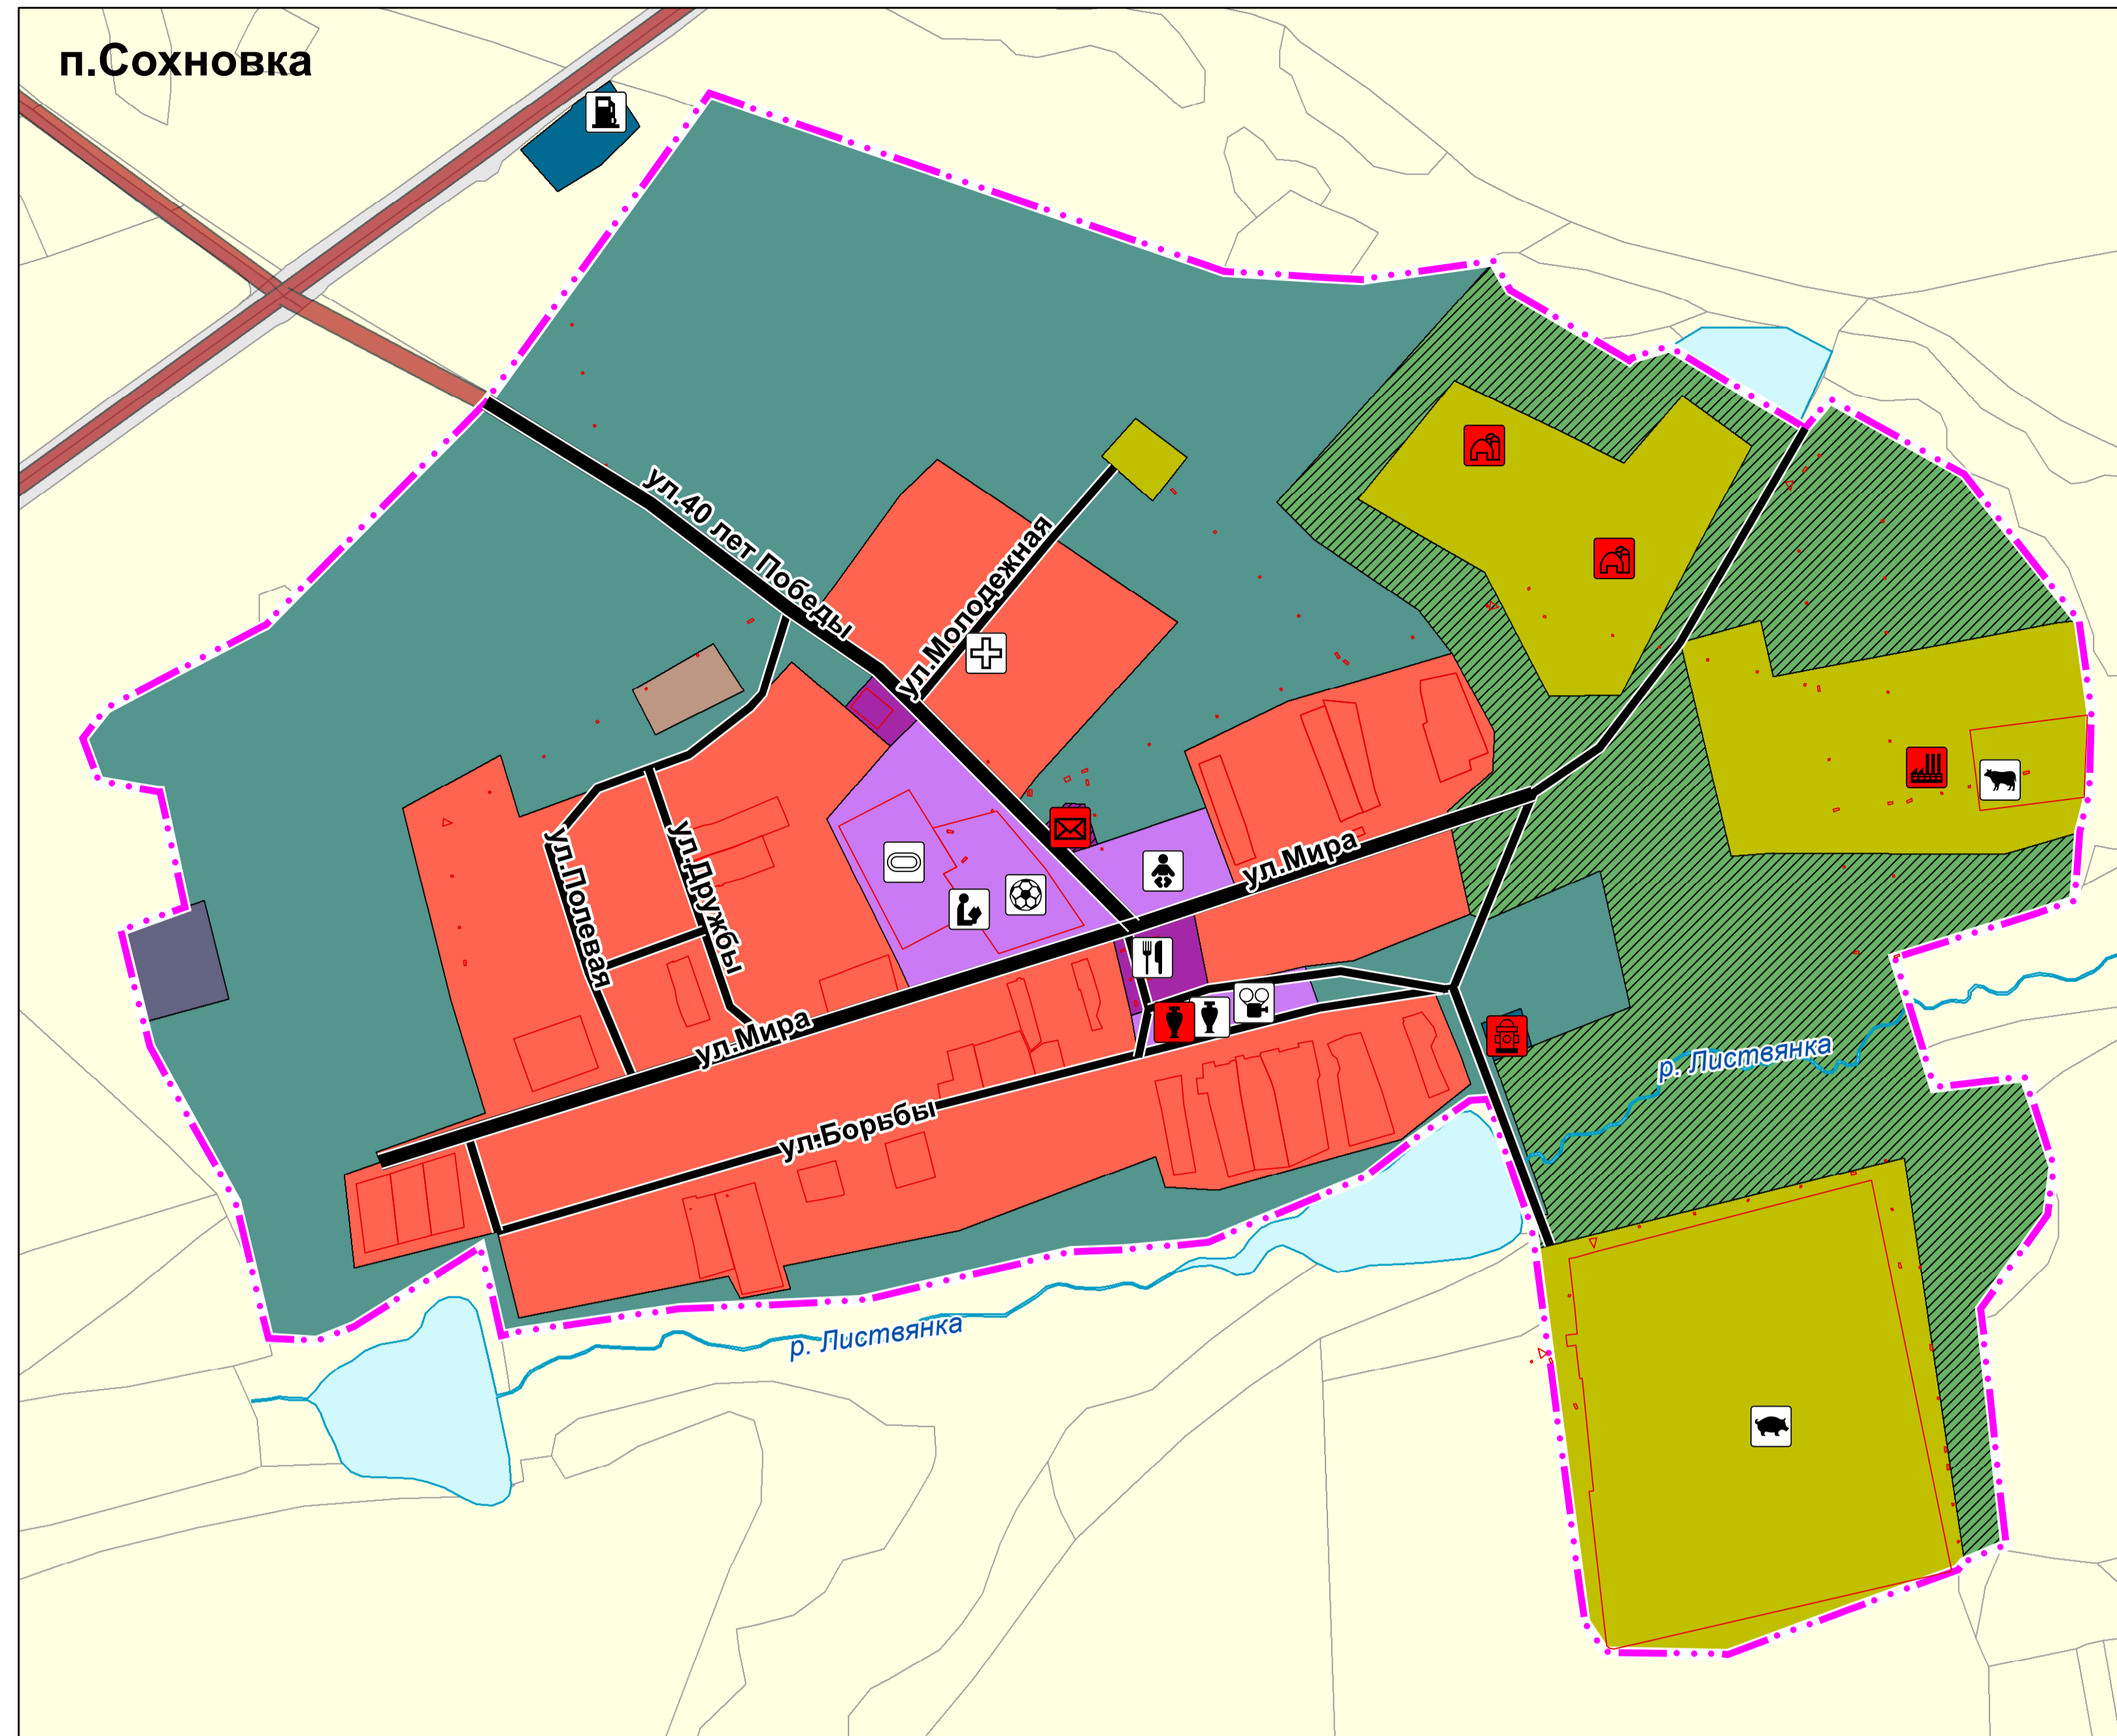 п.Сохновка
ул.40 лет Победы
ул.Молодежная
ул.Полевая
ул.Дружбы
ул.Мира
ул.Мира
ул.Борьбы
р. Листвянка
р. Листвянка